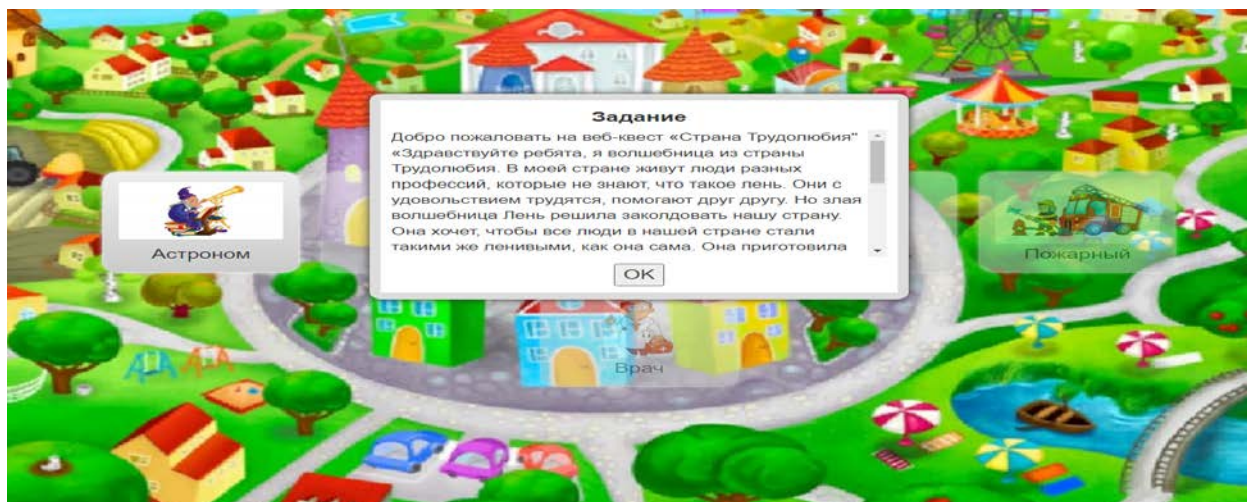 Задание
Добро пожаловать на веб-квест «Страна Трудолюбия"
«Здравствуйте ребята, я волшебница из страны
Трудолюбия. В моей стране живут люди разных
профессий, которые не знают, что такое лень. Они с
удовольствием трудятся, помогают друг другу. Но злая
волшебница Лень решила заколдовать нашу страну.
Она хочет, чтобы все люди в нашей стране стали
такими же ленивыми, как она сама. Она приготовила
OK
Астроном
Пожарный
Врач